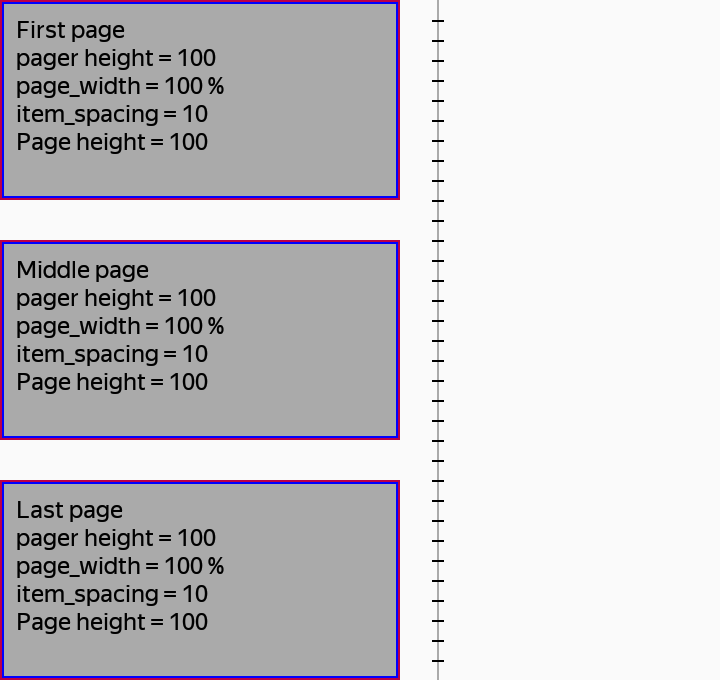 First page
pager height = 100
page_width = 100 %
item_spacing = 10
Page height = 100
Middle page
pager height = 100
page_width = 100 %
item_spacing = 10
Page height = 100
Last page
pager height = 100
page_width = 100 %
item_spacing = 10
Page height = 100